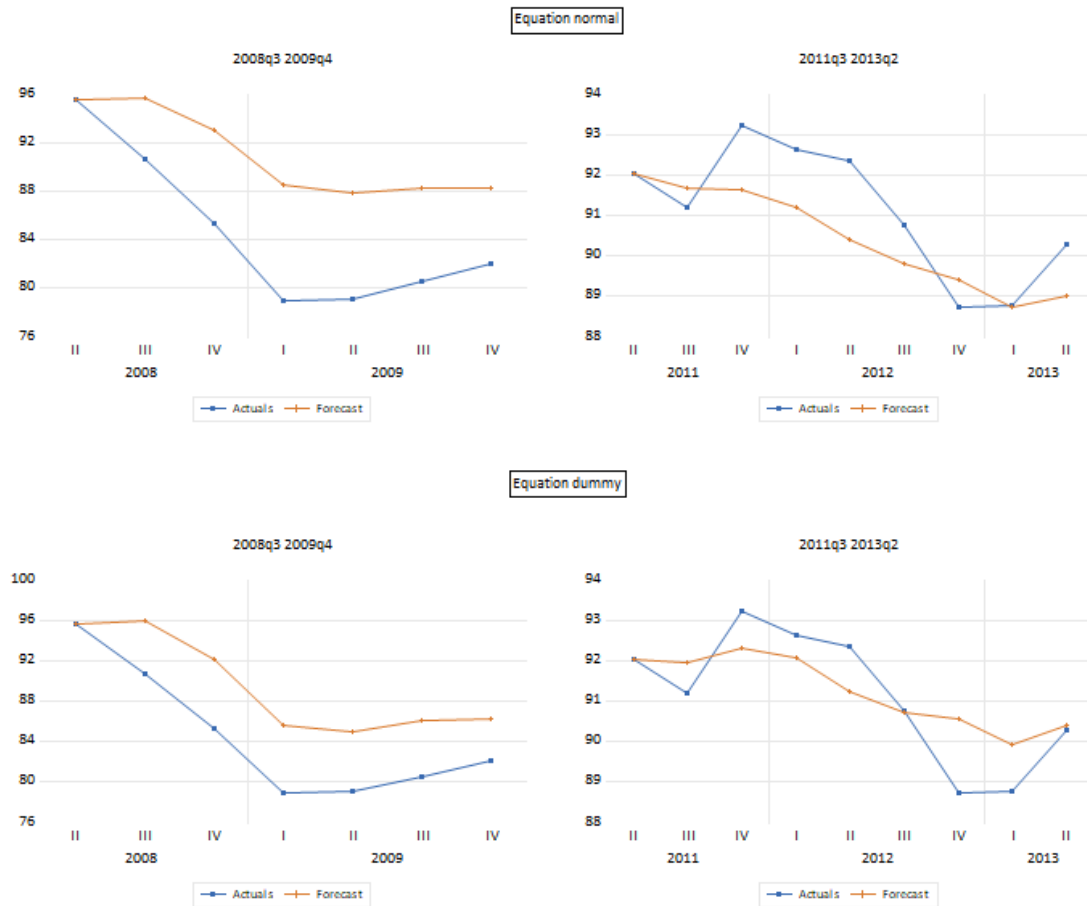 Equation normal
2008q3 2009q4
96
92
88
84
80
76
II III IV I II III IV
2008 2009
Actuals Forecast
2011q3 2013q2
94
93
92
91
90
89
88
II III IV I II III IV I II
2011 2012 2013
Actuals Forecast
Equation dummy
2008q3 2009q4
100
96
92
88
84
80
76
II III IV I II III IV
2008 2009
Actuals Forecast
2011q3 2013q2
94
93
92
91
90
89
88
II III IV I II III IV I II
2011 2012 2013
Actuals Forecast